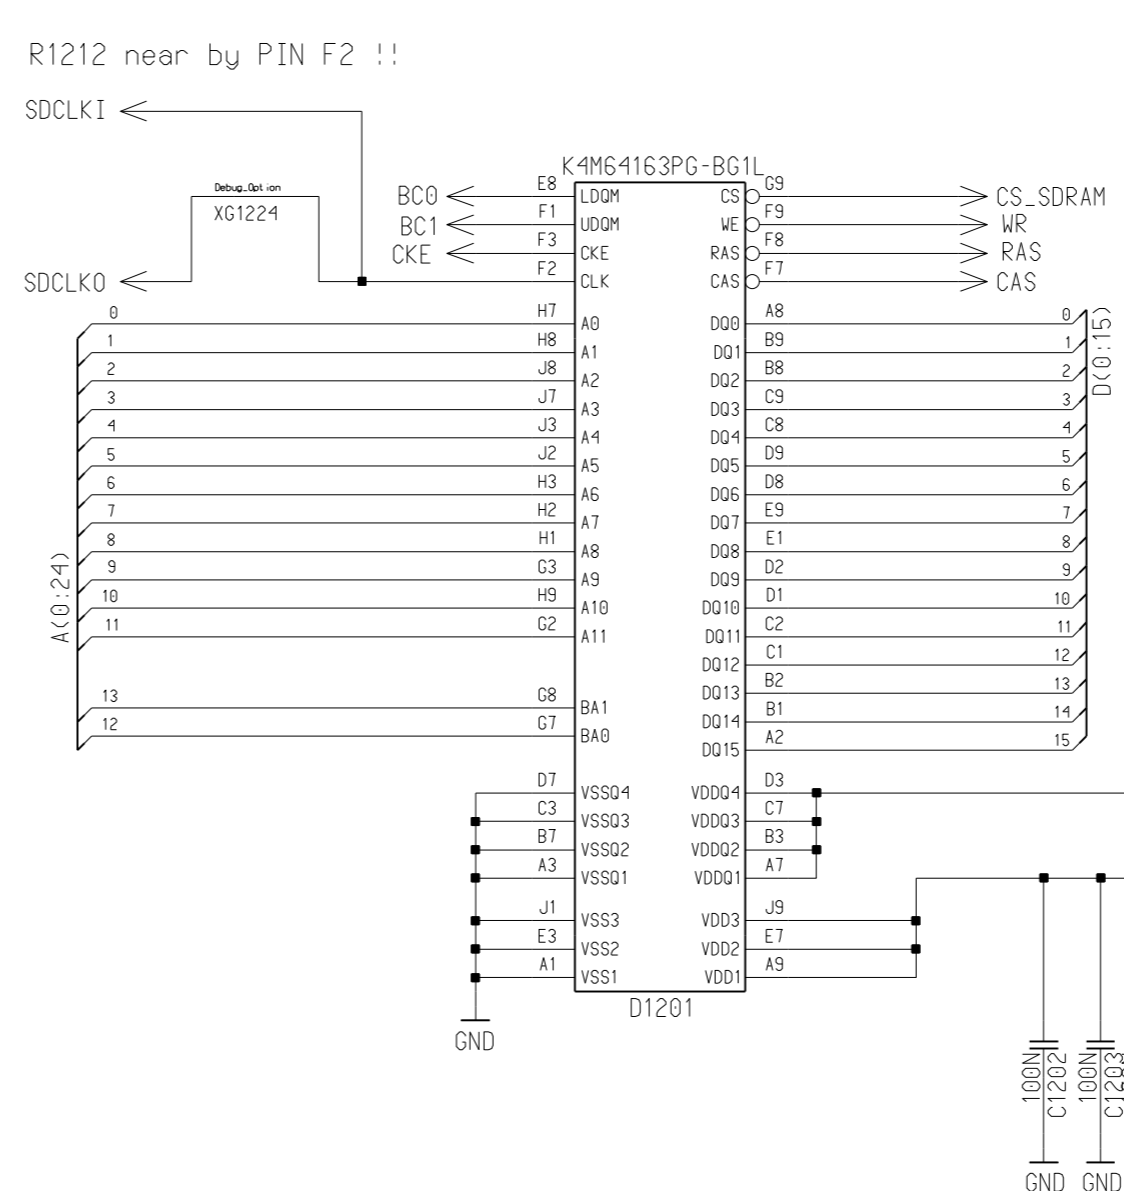 R1212 near by PIN F2 !!
SDCLKI
K4M64163PG-BG1L
Debug_Option
XG1224
BC0 E8 LDQM CS G9 CS_SDRAM
BC1 F1 UDQM WE F9 WR
CKE F3 CKE RAS F8 RAS
SDCLKO F2 CLK CAS F7 CAS
0 H7 A0 DQ0 A8 0
1 H8 A1 DQ1 B9 1
2 J8 A2 DQ2 B8 2
3 J7 A3 DQ3 C9 3
4 J3 A4 DQ4 C8 4
5 J2 A5 DQ5 D9 5
6 H3 A6 DQ6 D8 6
7 H2 A7 DQ7 E9 7
8 H1 A8 DQ8 E1 8
9 G3 A9 DQ9 D2 9
10 H9 A10 DQ10 D1 10
11 G2 A11 DQ11 C2 11
DQ12 C1 12
13 G8 BA1 DQ13 B2 13
12 G7 BA0 DQ14 B1 14
DQ15 A2 15
A(0:24)
D(0:15)
D7 VSSQ4 VDDQ4 D3
C3 VSSQ3 VDDQ3 C7
B7 VSSQ2 VDDQ2 B3
A3 VSSQ1 VDDQ1 A7
J1 VSS3 VDD3 J9
E3 VSS2 VDD2 E7
A1 VSS1 VDD1 A9
D1201
GND
100N
C1202
100N
C1203
GND GND